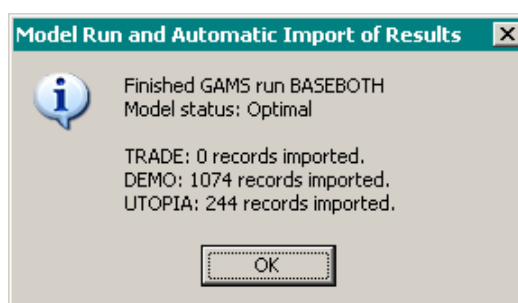 Model Run and Automatic Import of Results
Finished GAMS run BASEBOTH
Model status: Optimal
TRADE: 0 records imported.
DEMO: 1074 records imported.
UTOPIA: 244 records imported.
OK